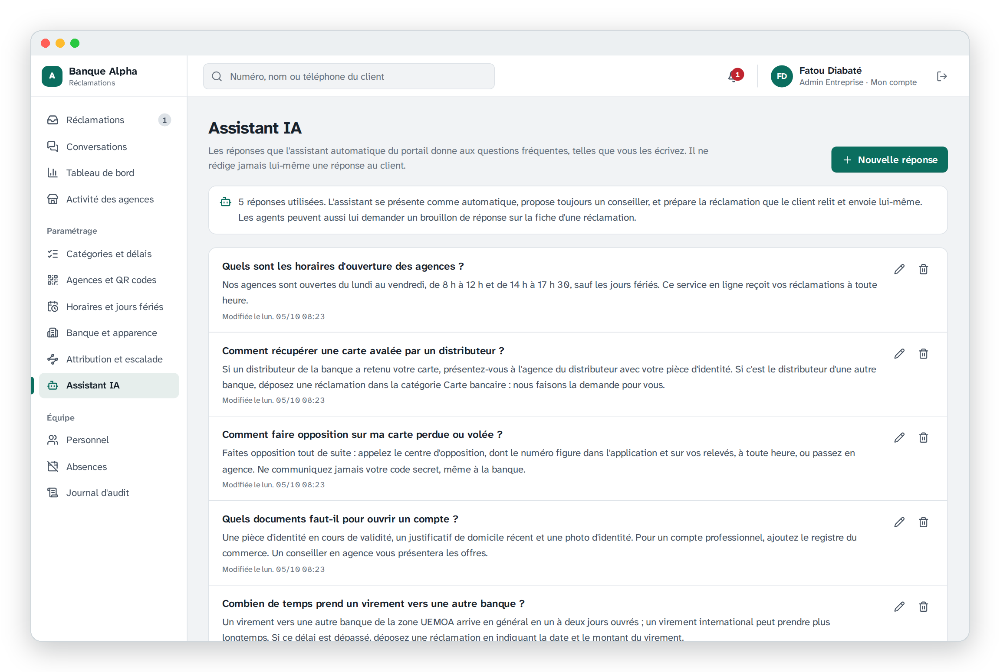 A
Banque Alpha
Réclamations
Numéro, nom ou téléphone du client
1
FD
Fatou Diabaté
Admin Entreprise · Mon compte
Réclamations 1
Conversations
Tableau de bord
Activité des agences
Paramétrage
Catégories et délais
Agences et QR codes
Horaires et jours fériés
Banque et apparence
Attribution et escalade
Assistant IA
Équipe
Personnel
Absences
Journal d'audit
Assistant IA
Les réponses que l'assistant automatique du portail donne aux questions fréquentes, telles que vous les écrivez. Il ne
rédige jamais lui-même une réponse au client.
Nouvelle réponse
5 réponses utilisées. L'assistant se présente comme automatique, propose toujours un conseiller, et prépare la réclamation que le client relit et envoie lui-même.
Les agents peuvent aussi lui demander un brouillon de réponse sur la fiche d'une réclamation.
Quels sont les horaires d'ouverture des agences ?
Nos agences sont ouvertes du lundi au vendredi, de 8 h à 12 h et de 14 h à 17 h 30, sauf les jours fériés. Ce service en ligne reçoit vos réclamations à toute
heure.
Modifiée le lun. 05/10 08:23
Comment récupérer une carte avalée par un distributeur ?
Si un distributeur de la banque a retenu votre carte, présentez-vous à l'agence du distributeur avec votre pièce d'identité. Si c'est le distributeur d'une autre
banque, déposez une réclamation dans la catégorie Carte bancaire : nous faisons la demande pour vous.
Modifiée le lun. 05/10 08:23
Comment faire opposition sur ma carte perdue ou volée ?
Faites opposition tout de suite : appelez le centre d'opposition, dont le numéro figure dans l'application et sur vos relevés, à toute heure, ou passez en
agence. Ne communiquez jamais votre code secret, même à la banque.
Modifiée le lun. 05/10 08:23
Quels documents faut-il pour ouvrir un compte ?
Une pièce d'identité en cours de validité, un justificatif de domicile récent et une photo d'identité. Pour un compte professionnel, ajoutez le registre du
commerce. Un conseiller en agence vous présentera les offres.
Modifiée le lun. 05/10 08:23
Combien de temps prend un virement vers une autre banque ?
Un virement vers une autre banque de la zone UEMOA arrive en général en un à deux jours ouvrés ; un virement international peut prendre plus
longtemps. Si ce délai est dépassé, déposez une réclamation en indiquant la date et le montant du virement.